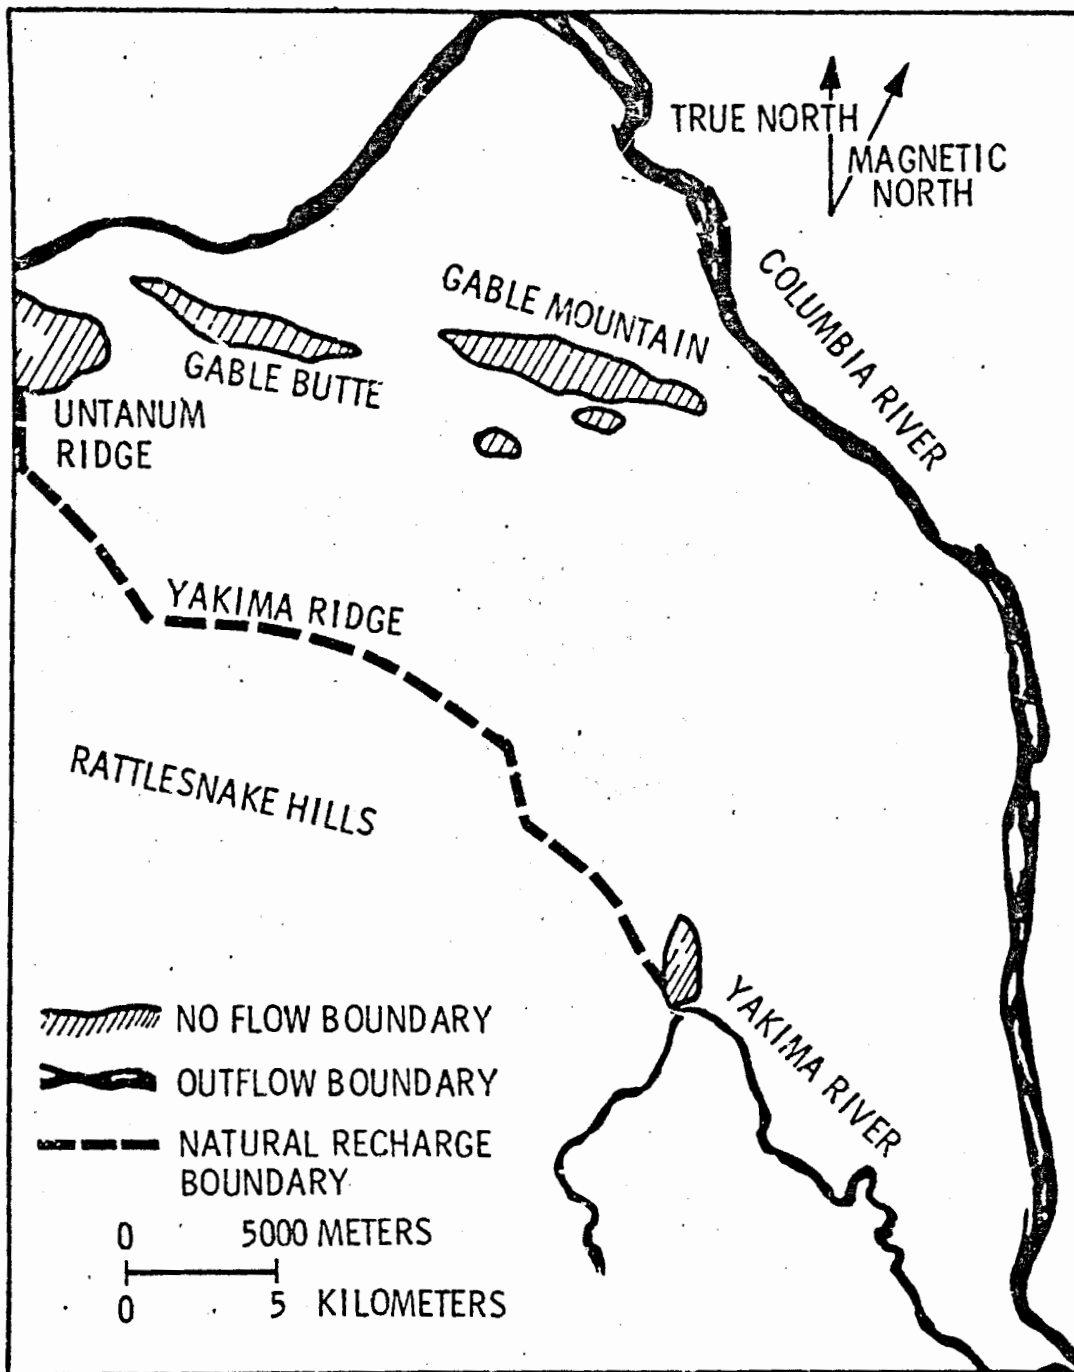 TRUE NORTH
MAGNETIC
NORTH
COLUMBIA RIVER
GABLE MOUNTAIN
GABLE BUTTE
UNTANUM
RIDGE
YAKIMA RIDGE
RATTLESNAKE HILLS
YAKIMA RIVER
NO FLOW BOUNDARY
OUTFLOW BOUNDARY
NATURAL RECHARGE
BOUNDARY
0 5000 METERS
0 5 KILOMETERS